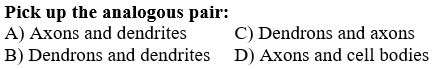 Pick up the analogous pair:
A) Axons and dendrites C) Dendrons and axons
B) Dendrons and dendrites D) Axons and cell bodies